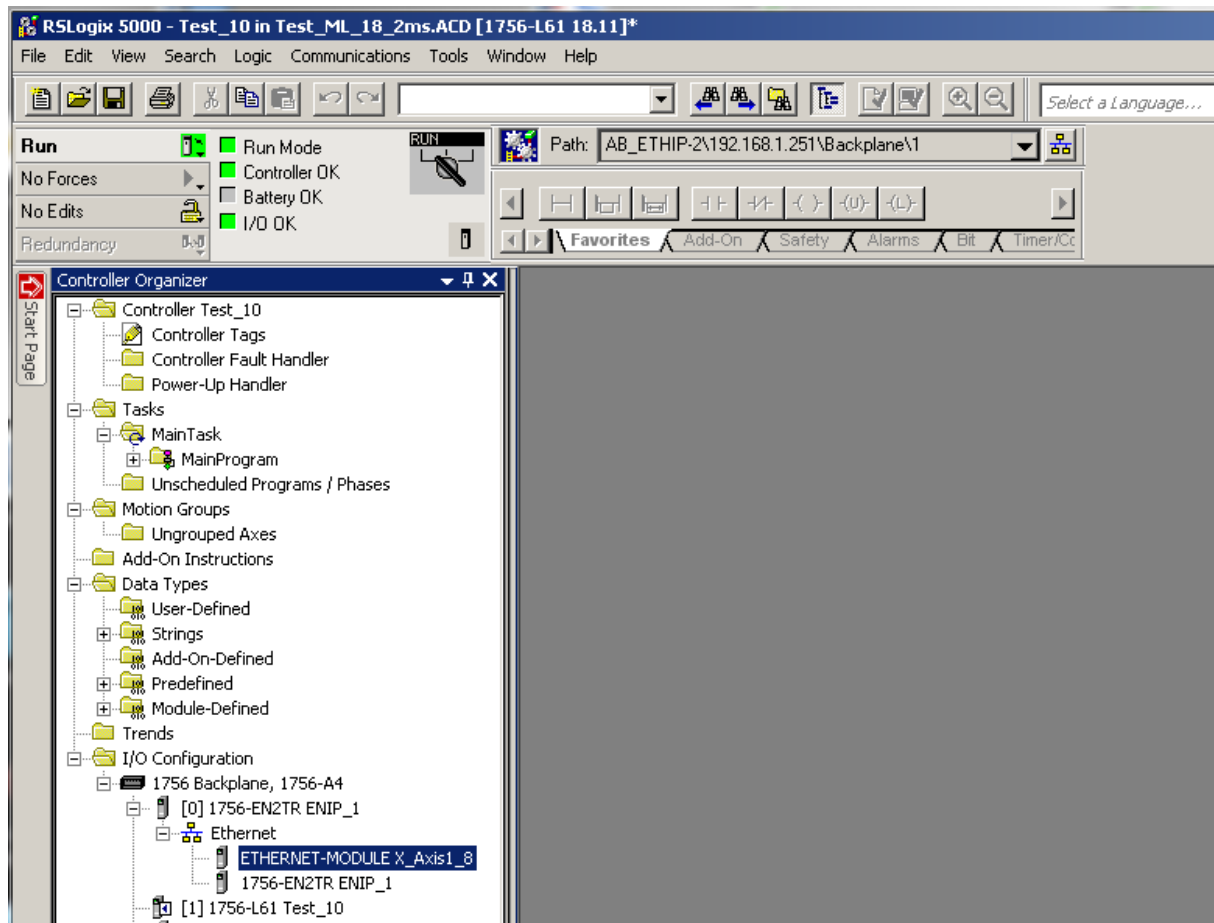 RSLogix 5000 - Test_10 in Test_ML_18_2ms.ACD [1756-L61 18.11]*
File Edit View Search Logic Communications Tools Window Help
Select a Language...
Run
Run Mode
RUN
Path: AB_ETHIP-2\192.168.1.251\Backplane\1
No Forces
Controller OK
Battery OK
No Edits
I/O OK
Redundancy
Favorites Add-On Safety Alarms Bit Timer/Cc
Start Page
Controller Organizer
Controller Test_10
Controller Tags
Controller Fault Handler
Power-Up Handler
Tasks
MainTask
MainProgram
Unscheduled Programs / Phases
Motion Groups
Ungrouped Axes
Add-On Instructions
Data Types
User-Defined
Strings
Add-On-Defined
Predefined
Module-Defined
Trends
I/O Configuration
1756 Backplane, 1756-A4
[0] 1756-EN2TR ENIP_1
Ethernet
ETHERNET-MODULE X_Axis1_8
1756-EN2TR ENIP_1
[1] 1756-L61 Test_10